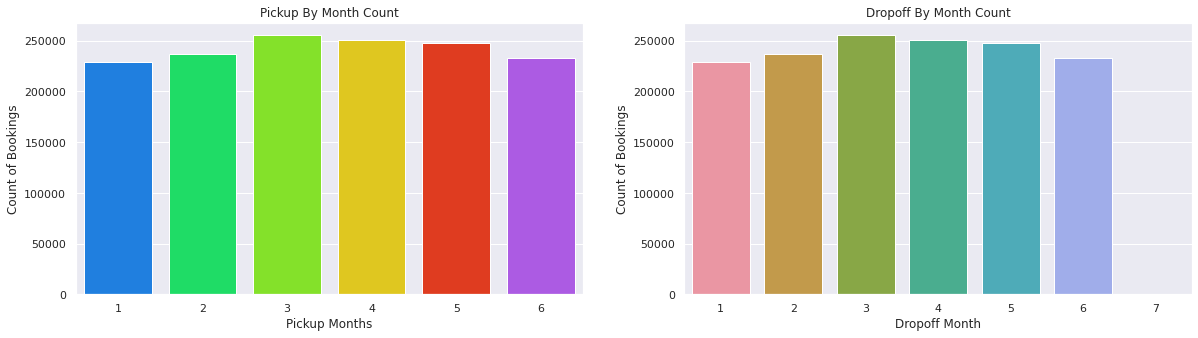 Pickup By Month Count
250000
200000
150000
100000
50000
0
Count of Bookings
1 2 3 4 5 6
Pickup Months
Dropoff By Month Count
250000
200000
150000
100000
50000
0
Count of Bookings
1 2 3 4 5 6 7
Dropoff Month